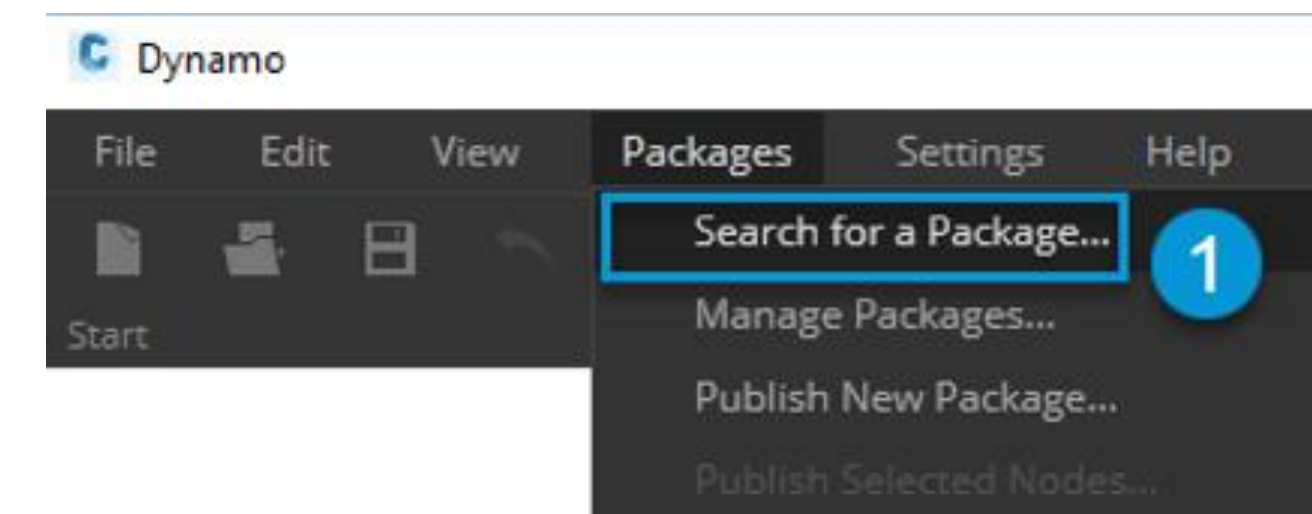 C Dynamo
File Edit View Packages Settings Help
Search for a Package...
1
Manage Packages...
Start
Publish New Package...
Publish Selected Nodes...